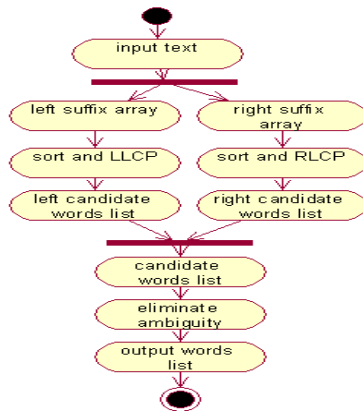 input text
left suffix array
right suffix
array
sort and LLCP
sort and RLCP
left candidate
words list
right candidate
words list
candidate
words list
eliminate
ambiguity
output words
list